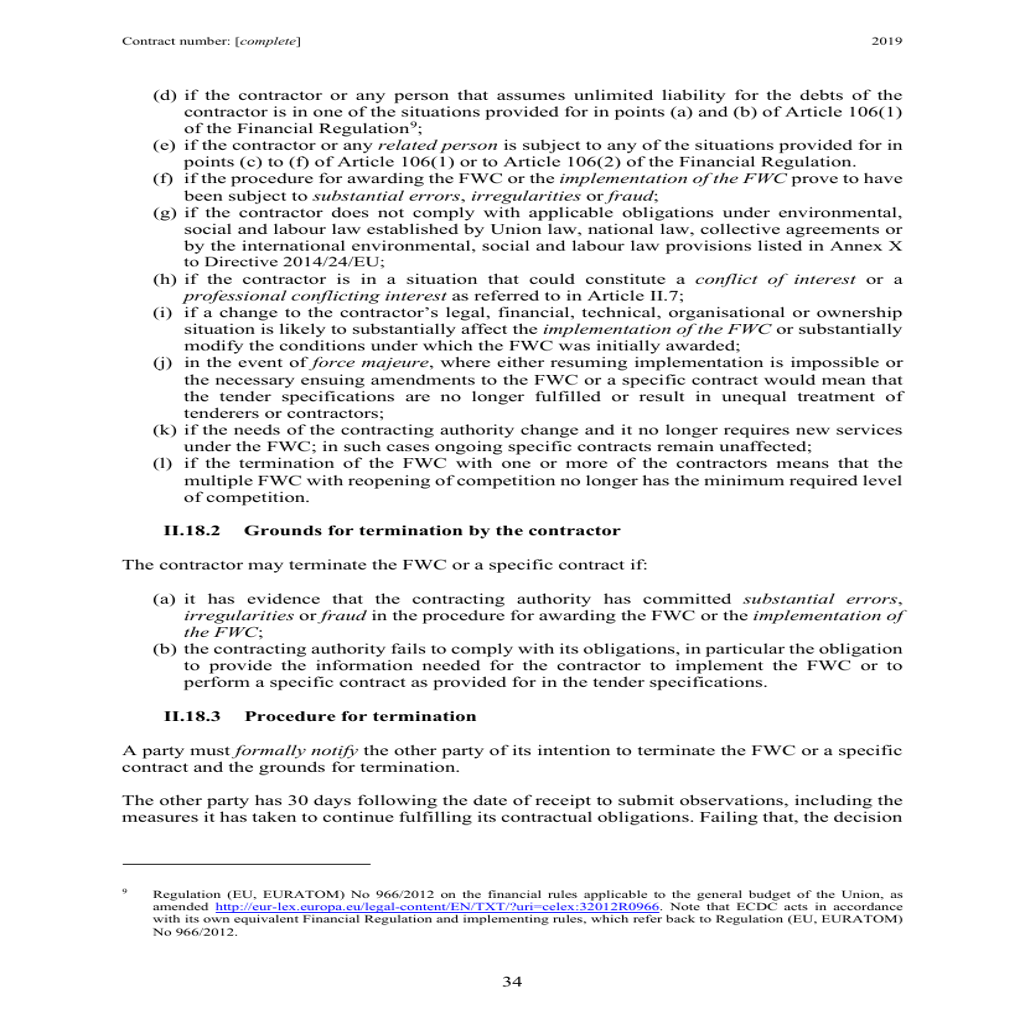 Contract number: [complete]
2019
(d) if the contractor or any person that assumes unlimited liability for the debts of the
contractor is in one of the situations provided for in points (a) and (b) of Article 106(1)
of the Financial Regulation⁹;
(e) if the contractor or any related person is subject to any of the situations provided for in
points (c) to (f) of Article 106(1) or to Article 106(2) of the Financial Regulation.
(f) if the procedure for awarding the FWC or the implementation of the FWC prove to have
been subject to substantial errors, irregularities or fraud;
(g) if the contractor does not comply with applicable obligations under environmental,
social and labour law established by Union law, national law, collective agreements or
by the international environmental, social and labour law provisions listed in Annex X
to Directive 2014/24/EU;
(h) if the contractor is in a situation that could constitute a conflict of interest or a
professional conflicting interest as referred to in Article II.7;
(i) if a change to the contractor’s legal, financial, technical, organisational or ownership
situation is likely to substantially affect the implementation of the FWC or substantially
modify the conditions under which the FWC was initially awarded;
(j) in the event of force majeure, where either resuming implementation is impossible or
the necessary ensuing amendments to the FWC or a specific contract would mean that
the tender specifications are no longer fulfilled or result in unequal treatment of
tenderers or contractors;
(k) if the needs of the contracting authority change and it no longer requires new services
under the FWC; in such cases ongoing specific contracts remain unaffected;
(l) if the termination of the FWC with one or more of the contractors means that the
multiple FWC with reopening of competition no longer has the minimum required level
of competition.
II.18.2 Grounds for termination by the contractor
The contractor may terminate the FWC or a specific contract if:
(a) it has evidence that the contracting authority has committed substantial errors,
irregularities or fraud in the procedure for awarding the FWC or the implementation of
the FWC;
(b) the contracting authority fails to comply with its obligations, in particular the obligation
to provide the information needed for the contractor to implement the FWC or to
perform a specific contract as provided for in the tender specifications.
II.18.3 Procedure for termination
A party must formally notify the other party of its intention to terminate the FWC or a specific
contract and the grounds for termination.
The other party has 30 days following the date of receipt to submit observations, including the
measures it has taken to continue fulfilling its contractual obligations. Failing that, the decision
⁹ Regulation (EU, EURATOM) No 966/2012 on the financial rules applicable to the general budget of the Union, as
amended http://eur-lex.europa.eu/legal-content/EN/TXT/?uri=celex:32012R0966. Note that ECDC acts in accordance
with its own equivalent Financial Regulation and implementing rules, which refer back to Regulation (EU, EURATOM)
No 966/2012.
34